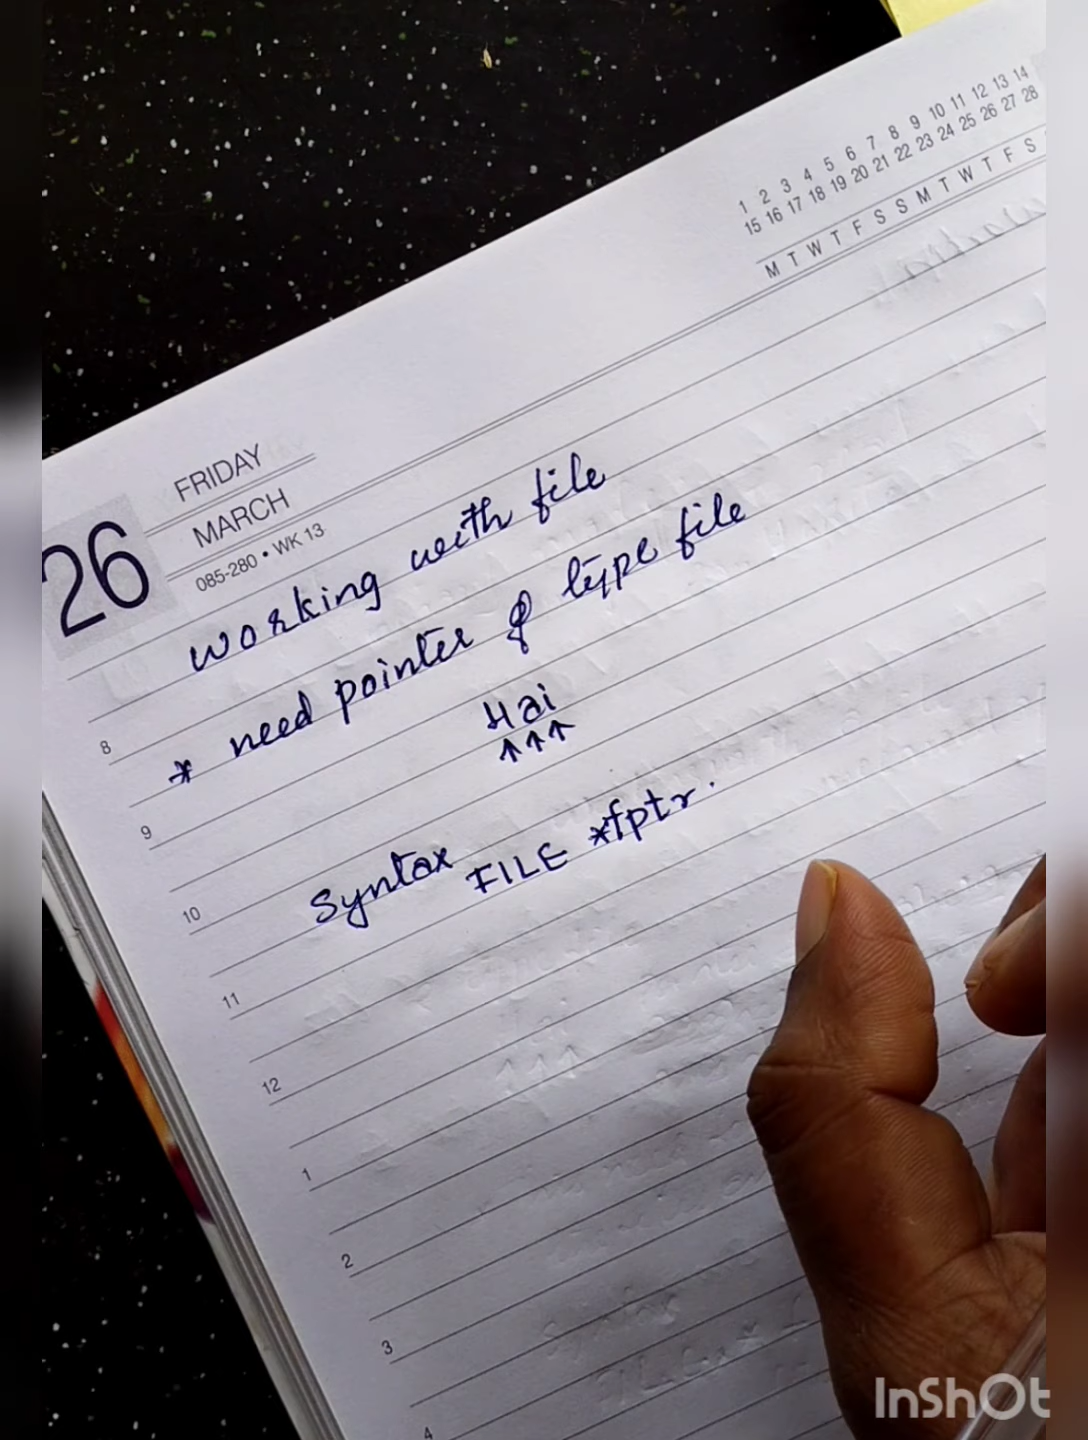 1 2 3 4 5 6 7 8 9 10 11 12 13 14
15 16 17 18 19 20 21 22 23 24 25 26 27 28
M T W T F S S M T W T F S
FRIDAY
26 MARCH
085-280 • WK 13
working with file
* need pointer of type file
Hai
↑↑↑
Syntax
FILE *fptr.
8
9
10
11
12
1
2
3
4
InShOt